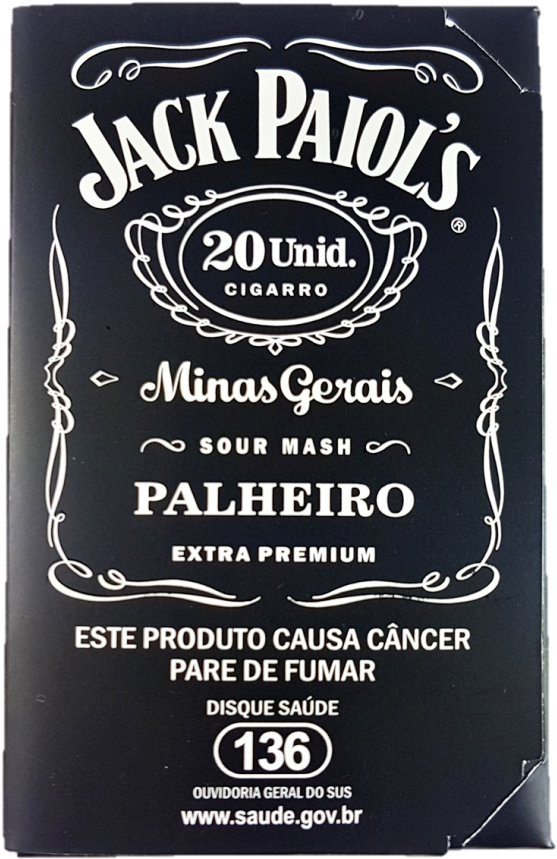 JACK PAIOL'S
®
20 Unid.
CIGARRO
Minas Gerais
SOUR MASH
PALHEIRO
EXTRA PREMIUM
ESTE PRODUTO CAUSA CÂNCER
PARE DE FUMAR
DISQUE SAÚDE
136
OUVIDORIA GERAL DO SUS
www.saude.gov.br